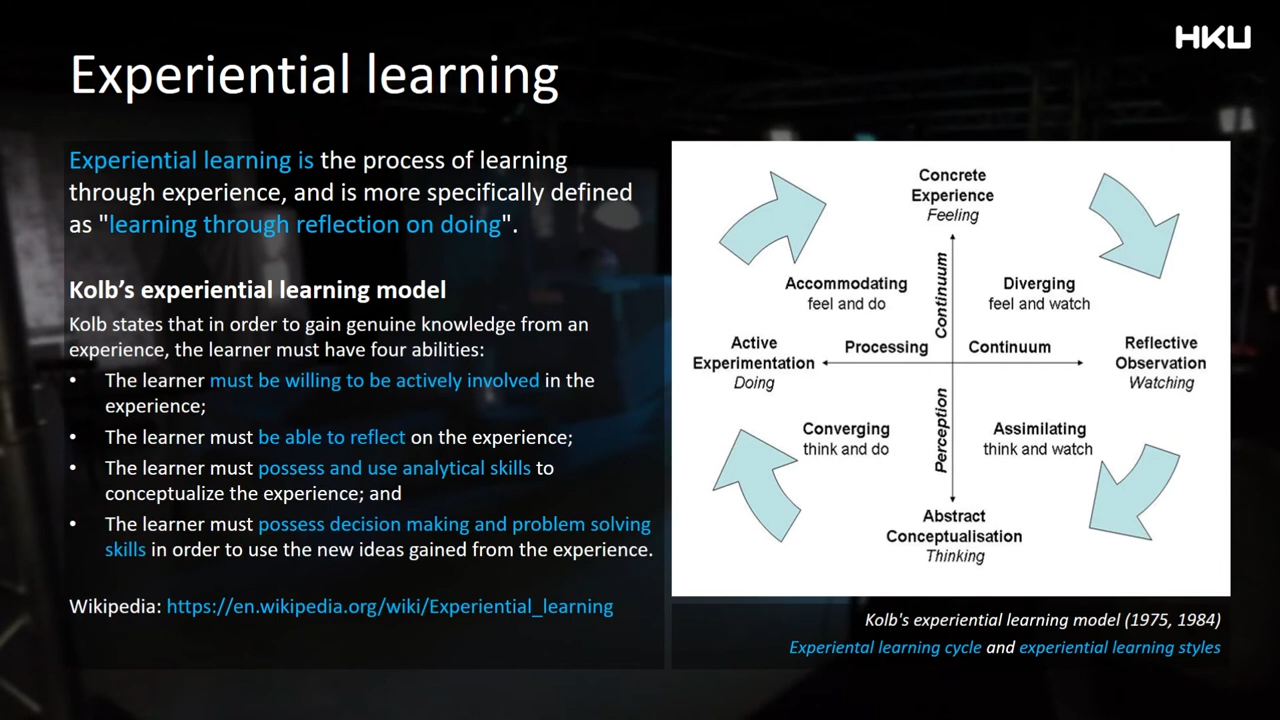 HKU
Experiential learning
Experiential learning is the process of learning
through experience, and is more specifically defined
as "learning through reflection on doing".
Kolb’s experiential learning model
Kolb states that in order to gain genuine knowledge from an
experience, the learner must have four abilities:
• The learner must be willing to be actively involved in the
experience;
• The learner must be able to reflect on the experience;
• The learner must possess and use analytical skills to
conceptualize the experience; and
• The learner must possess decision making and problem solving
skills in order to use the new ideas gained from the experience.
Wikipedia: https://en.wikipedia.org/wiki/Experiential_learning
Concrete
Experience
Feeling
Accommodating
feel and do
Continuum
Diverging
feel and watch
Active
Experimentation
Doing
Processing
Continuum
Reflective
Observation
Watching
Converging
think and do
Perception
Assimilating
think and watch
Abstract
Conceptualisation
Thinking
Kolb's experiential learning model (1975, 1984)
Experiental learning cycle and experiential learning styles